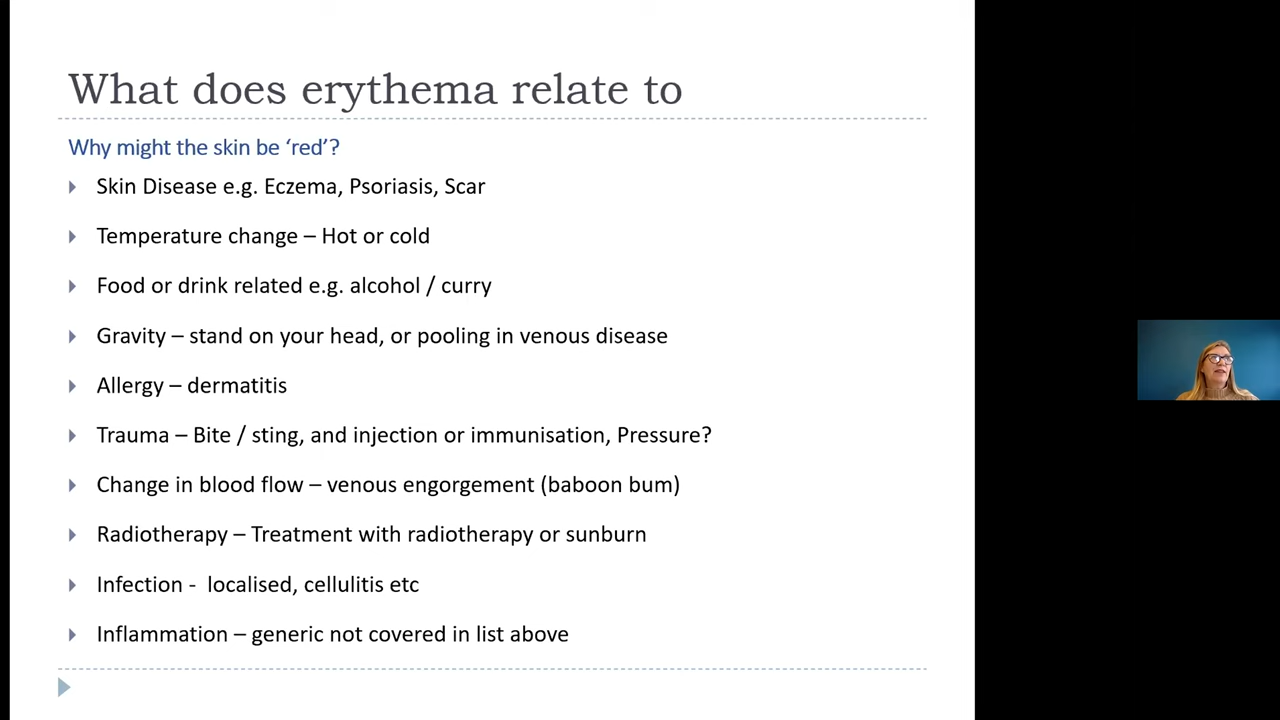 What does erythema relate to
Why might the skin be ‘red’?
Skin Disease e.g. Eczema, Psoriasis, Scar
Temperature change – Hot or cold
Food or drink related e.g. alcohol / curry
Gravity – stand on your head, or pooling in venous disease
Allergy – dermatitis
Trauma – Bite / sting, and injection or immunisation, Pressure?
Change in blood flow – venous engorgement (baboon bum)
Radiotherapy – Treatment with radiotherapy or sunburn
Infection -  localised, cellulitis etc
Inflammation – generic not covered in list above